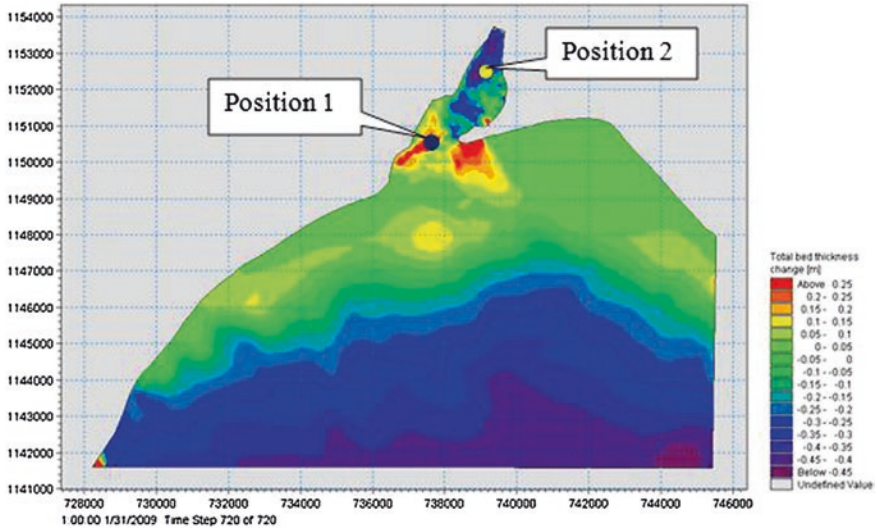 1154000
1153000
1152000
1151000
1150000
1149000
1148000
1147000
1146000
1145000
1144000
1143000
1142000
1141000
Position 2
Position 1
728000 730000 732000 734000 736000 738000 740000 742000 744000 746000
1:00:00 1/31/2009 Time Step 720 of 720
Total bed thickness
change [m]
Above 0.25
0.2 - 0.25
0.15 - 0.2
0.1 - 0.15
0.05 - 0.1
0 - 0.05
-0.05 - 0
-0.1 - -0.05
-0.15 - -0.1
-0.2 - -0.15
-0.25 - -0.2
-0.3 - -0.25
-0.35 - -0.3
-0.4 - -0.35
-0.45 - -0.4
Below -0.45
Undefined Value